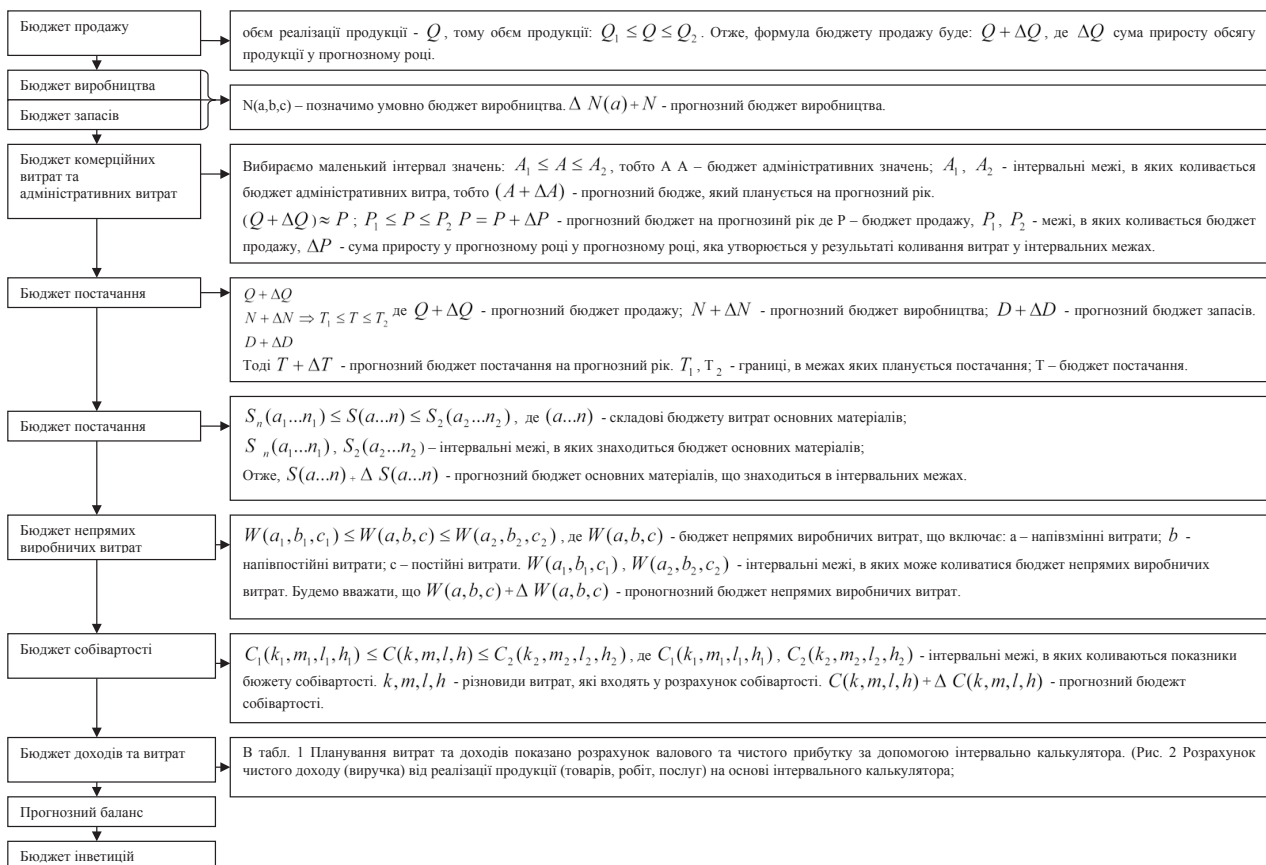 Бюджет продажу
обєм реалізації продукції - Q, тому обєм продукції: Q₁ ≤ Q ≤ Q₂. Отже, формула бюджету продажу буде: Q + ΔQ, де ΔQ сума приросту обсягу
продукції у прогнозному році.
Бюджет виробництва
Бюджет запасів
N(a,b,c) – позначимо умовно бюджет виробництва. Δ N(a) + N - прогнозний бюджет виробництва.
Бюджет комерційних
витрат та
адміністративних витрат
Вибираємо маленький інтервал значень: A₁ ≤ A ≤ A₂, тобто А А – бюджет адміністративних значень; A₁, A₂ - інтервальні межі, в яких коливається
бюджет адміністративних витра, тобто (A + ΔA) - прогнозний бюдже, який планується на прогнозний рік.
(Q + ΔQ) ≈ P ; P₁ ≤ P ≤ P₂ P = P + ΔP - прогнозний бюджет на прогнозинй рік де Р – бюджет продажу, P₁, P₂ - межі, в яких коливається бюджет
продажу, ΔP - сума приросту у прогнозному році у прогнозному році, яка утворюється у резулььтаті коливання витрат у інтервальних межах.
Бюджет постачання
Q + ΔQ
N + ΔN ⇒ T₁ ≤ T ≤ T₂ де Q + ΔQ - прогнозний бюджет продажу; N + ΔN - прогнозний бюджет виробництва; D + ΔD - прогнозний бюджет запасів.
D + ΔD
Тоді T + ΔT - прогнозний бюджет постачання на прогнозний рік. T₁, T₂ - границі, в межах яких планується постачання; Т – бюджет постачання.
Бюджет постачання
Sₙ(a₁...n₁) ≤ S(a...n) ≤ S₂(a₂...n₂), де (a...n) - складові бюджету витрат основних матеріалів;
S ₙ(a₁...n₁), S₂(a₂...n₂) – інтервальні межі, в яких знаходиться бюджет основних матеріалів;
Отже, S(a...n) + Δ S(a...n) - прогнозний бюджет основних матеріалів, що знаходиться в інтервальних межах.
Бюджет непрямих
виробничих витрат
W(a₁,b₁,c₁) ≤ W(a,b,c) ≤ W(a₂,b₂,c₂), де W(a,b,c) - бюджет непрямих виробничих витрат, що включає: а – напівзмінні витрати; b -
напівпостійні витрати; с – постійні витрати. W(a₁,b₁,c₁), W(a₂,b₂,c₂) – інтервальні межі, в яких може коливатися бюджет непрямих виробничих
витрат. Будемо вважати, що W(a,b,c) + Δ W(a,b,c) - проногнозний бюджет непрямих виробничих витрат.
Бюджет собівартості
C₁(k₁,m₁,l₁,h₁) ≤ C(k,m,l,h) ≤ C₂(k₂,m₂,l₂,h₂), де C₁(k₁,m₁,l₁,h₁), C₂(k₂,m₂,l₂,h₂) - інтервальні межі, в яких коливаються показники
бюжету собівартості. k,m,l,h - різновиди витрат, які входять у розрахунок собівартості. C(k,m,l,h) + Δ C(k,m,l,h) - прогнозний бюдежт
собівартості.
Бюджет доходів та витрат
В табл. 1 Планування витрат та доходів показано розрахунок валового та чистого прибутку за допомогою інтервально калькулятора. (Рис. 2 Розрахунок
чистого доходу (виручка) від реалізації продукції (товарів, робіт, послуг) на основі інтервального калькулятора;
Прогнозний баланс
Бюджет інветицій